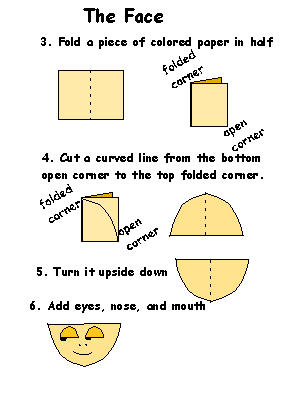 The Face
3. Fold a piece of colored paper in half
folded
corner
open
corner
4. Cut a curved line from the bottom
open corner to the top folded corner.
folded
corner
open
corner
5. Turn it upside down
6. Add eyes, nose, and mouth